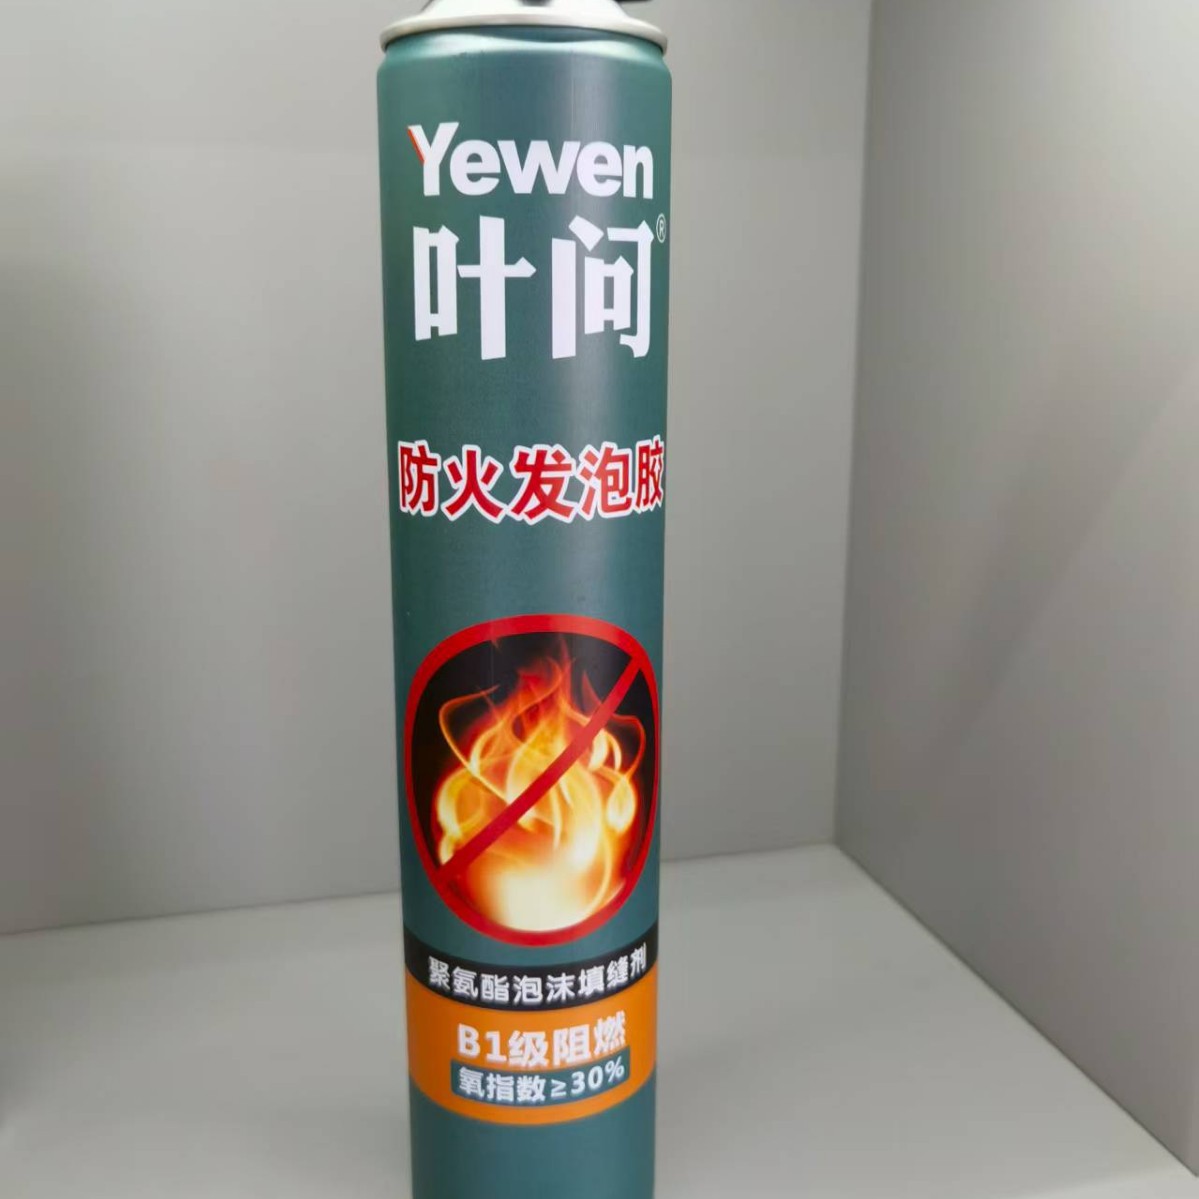 Yewen
叶问®
防火发泡胶
聚氨酯泡沫填缝剂
B1级阻燃
氧指数≥30%